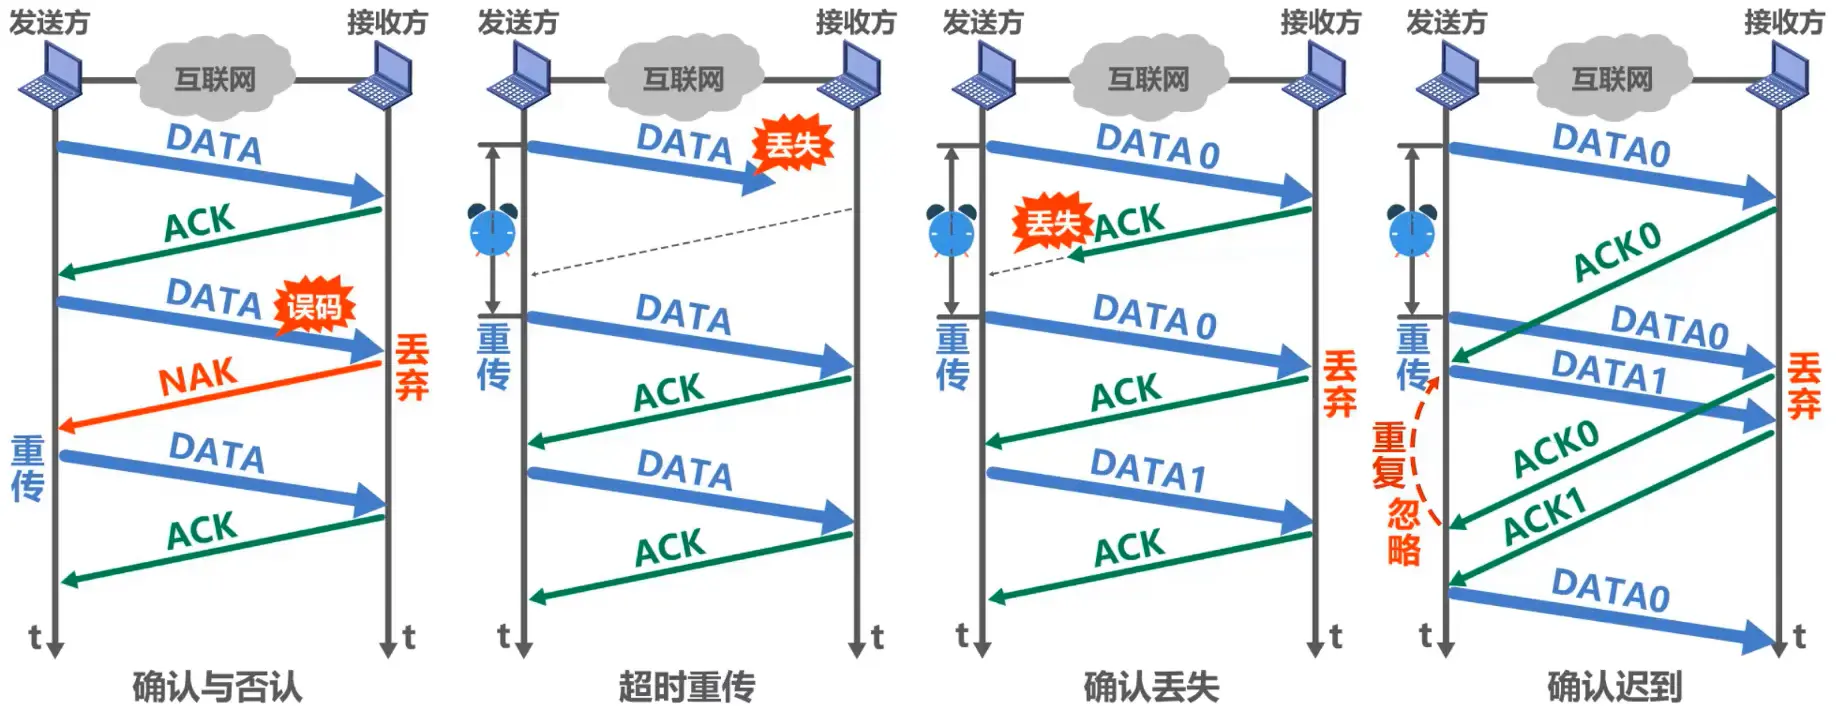 发送方
接收方
互联网
DATA
ACK
DATA
误码
丢弃
NAK
重传
DATA
ACK
t
t
确认与否认
发送方
接收方
互联网
DATA
丢失
重传
DATA
ACK
DATA
ACK
t
t
超时重传
发送方
接收方
互联网
DATA 0
丢失
ACK
重传
DATA 0
丢弃
ACK
DATA1
ACK
t
t
确认丢失
发送方
接收方
互联网
DATA0
ACK0
重传
DATA0
DATA1
丢弃
重复
忽略
ACK0
ACK1
DATA0
t
t
确认迟到